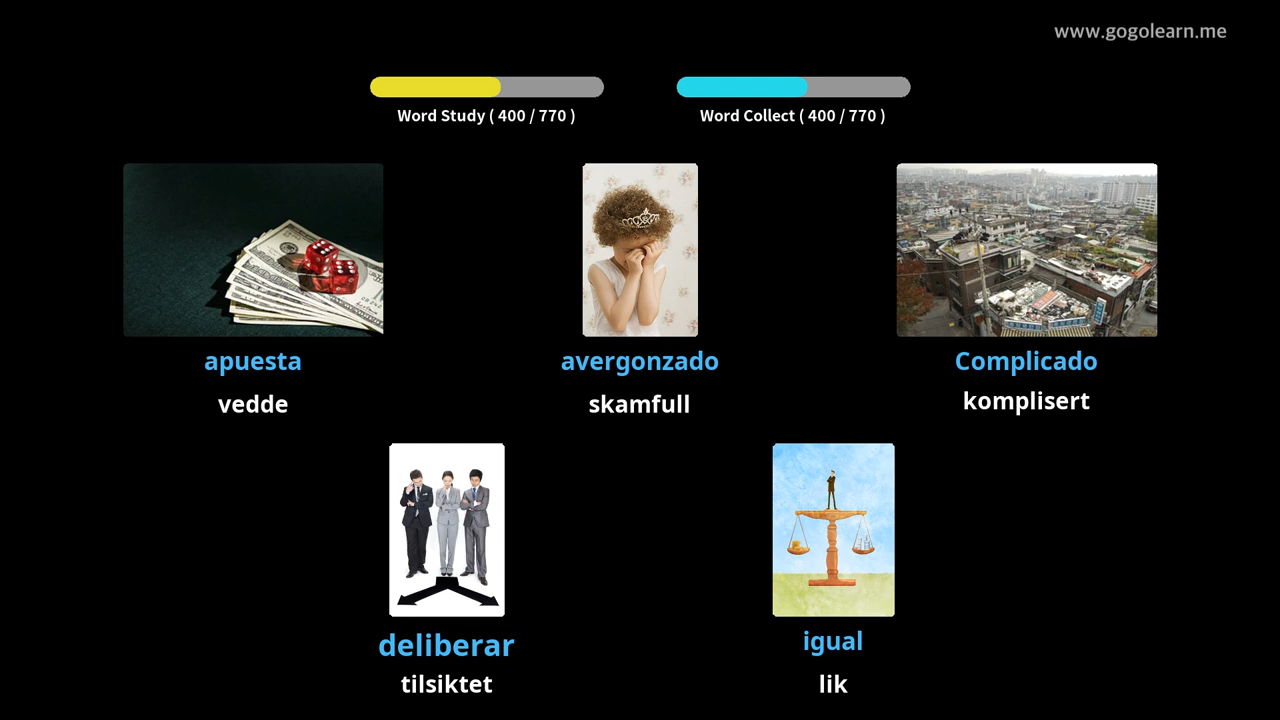 www.gogolearn.me
Word Study ( 400 / 770 )
Word Collect ( 400 / 770 )
apuesta
vedde
avergonzado
skamfull
Complicado
komplisert
deliberar
tilsiktet
igual
lik